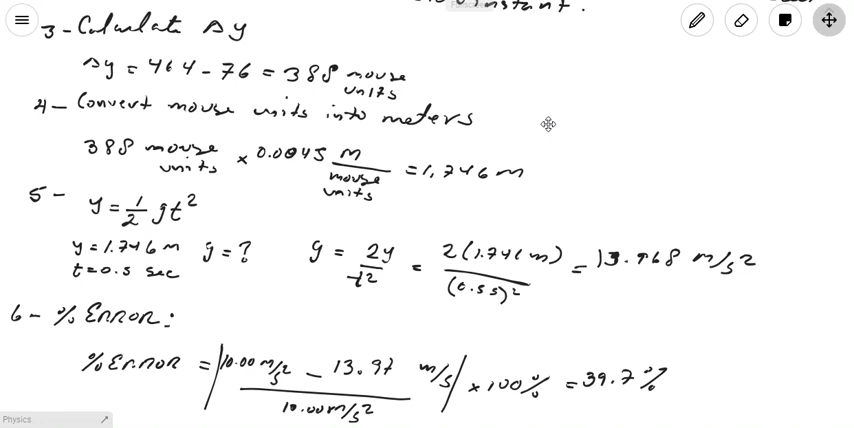 instant.
3 - Calculate Δy
Δy = 464 - 76 = 388 mouse units
4 - Convert mouse units into meters
388 mouse units × 0.0045 m / mouse units = 1.746 m
5 - y = 1/2 gt²
y = 1.746 m g = ? g = 2y / t² = 2(1.746 m) / (0.5 s)² = 13.968 m/s²
t = 0.5 sec
6 - % ERROR:
% ERROR = | 10.00 m/s² - 13.97 m/s / 10.00 m/s² | × 100% = 39.7%
Physics